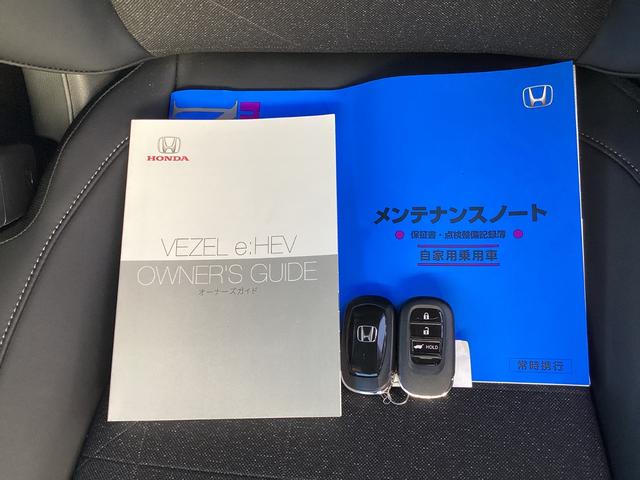 HONDA
VEZEL e:HEV
OWNER'S GUIDE
オーナーズガイド
メンテナンスノート
保証書・点検整備記録簿
自家用乗用車
常時携行
HOLD